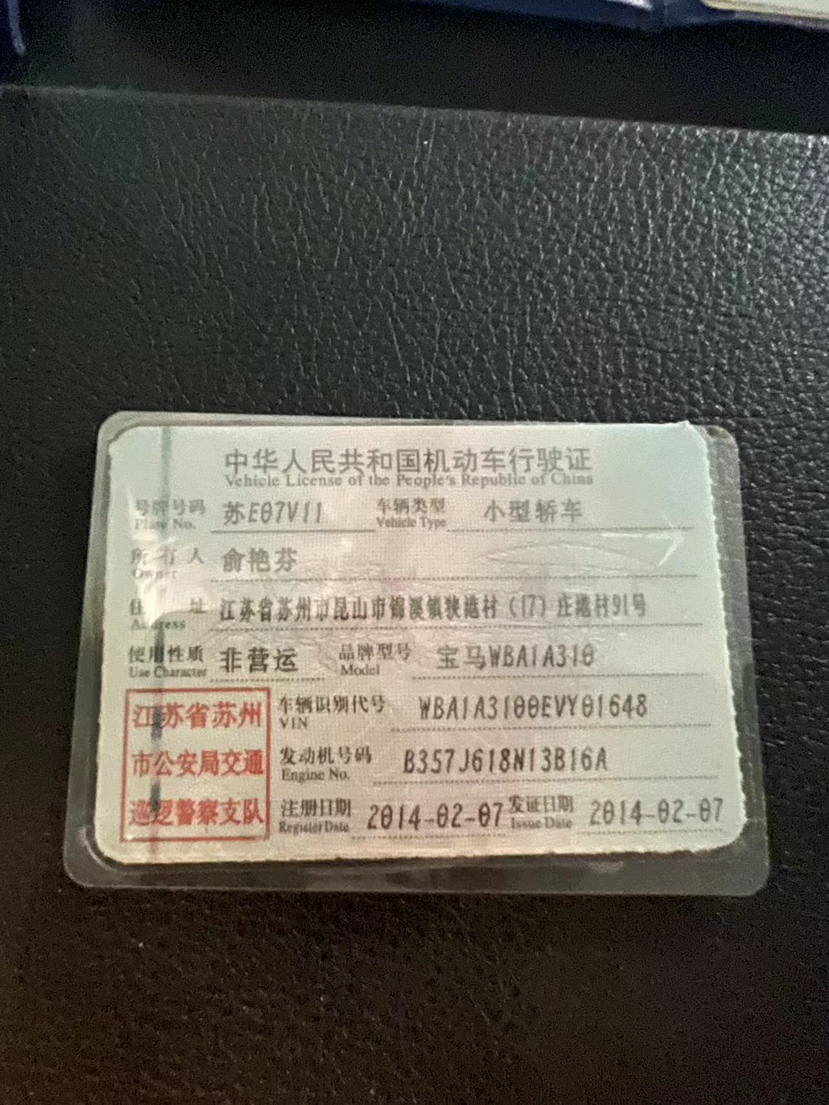 中华人民共和国机动车行驶证
Vehicle License of the People's Republic of China
号牌号码 苏E07V11 车辆类型 小型轿车
Plate No. Vehicle Type
所有人 俞艳芬
Owner
住址 江苏省苏州市昆山市锦溪镇狭港村(17)庄港村91号
Address
使用性质 非营运 品牌型号 宝马WBA1A310
Use Character Model
江苏省苏州 车辆识别代号 WBA1A3100EVY01648
VIN
市公安局交通 发动机号码 B357J618N13B16A
Engine No.
巡逻警察支队 注册日期 2014-02-07 发证日期 2014-02-07
Register Date Issue Date